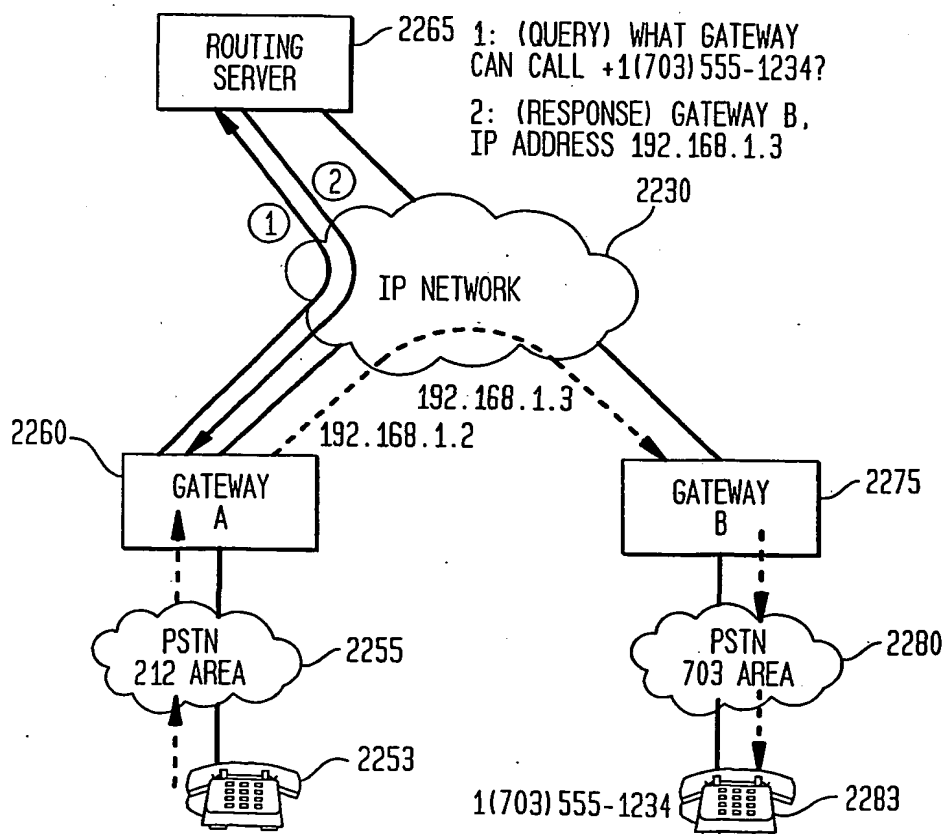 ROUTING
SERVER
2265
1: (QUERY) WHAT GATEWAY
CAN CALL +1(703)555-1234?
2: (RESPONSE) GATEWAY B,
IP ADDRESS 192.168.1.3
2
1
2230
IP NETWORK
192.168.1.3
192.168.1.2
2260
GATEWAY
A
GATEWAY
B
2275
PSTN
212 AREA
2255
PSTN
703 AREA
2280
2253
1(703)555-1234
2283